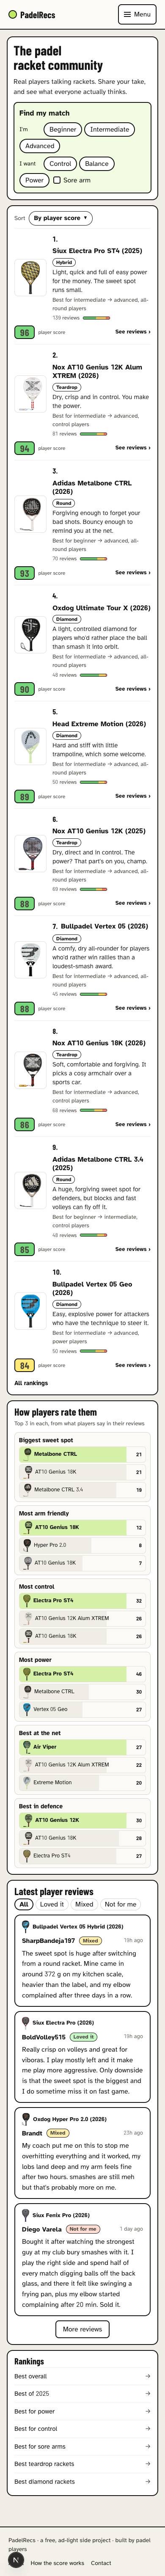 PadelRecs
Menu
The padel
racket community
Real players talking rackets. Share your take,
and see what everyone actually thinks.
Find my match
I'm Beginner Intermediate
Advanced
I want Control Balance
Power Sore arm
Sort By player score ▾
1.
Siux Electra Pro ST4 (2025)
Hybrid
Light, quick and full of easy power
for the money. The sweet spot
runs small.
Best for intermediate → advanced, all-
round players
139 reviews
96 player score See reviews ›
2.
Nox AT10 Genius 12K Alum
XTREM (2026)
Teardrop
Dry, crisp and in control. You make
the power.
Best for intermediate → advanced,
control players
81 reviews
94 player score See reviews ›
3.
Adidas Metalbone CTRL
(2026)
Round
Forgiving enough to forget your
bad shots. Bouncy enough to
remind you at the net.
Best for beginner → advanced, all-
round players
70 reviews
93 player score See reviews ›
4.
Oxdog Ultimate Tour X (2026)
Diamond
A light, controlled diamond for
players who'd rather place the ball
than smash it into orbit.
Best for intermediate → advanced, all-
round players
48 reviews
90 player score See reviews ›
5.
Head Extreme Motion (2026)
Diamond
Hard and stiff with little
trampoline, which some welcome.
Best for intermediate → advanced, all-
round players
50 reviews
89 player score See reviews ›
6.
Nox AT10 Genius 12K (2025)
Teardrop
Dry, direct and in control. The
power? That part's on you, champ.
Best for intermediate → advanced, all-
round players
69 reviews
88 player score See reviews ›
7. Bullpadel Vertex 05 (2026)
Diamond
A comfy, dry all-rounder for players
who'd rather win rallies than the
loudest-smash award.
Best for intermediate → advanced, all-
round players
45 reviews
88 player score See reviews ›
8.
Nox AT10 Genius 18K (2026)
Teardrop
Soft, comfortable and forgiving. It
picks a cosy armchair over a
sports car.
Best for intermediate → advanced,
control players
66 reviews
86 player score See reviews ›
9.
Adidas Metalbone CTRL 3.4
(2025)
Round
A huge, forgiving sweet spot for
defenders, but blocks and fast
volleys can fly off it.
Best for beginner → intermediate,
control players
48 reviews
85 player score See reviews ›
10.
Bullpadel Vertex 05 Geo
(2026)
Diamond
Easy, explosive power for attackers
who have the technique to steer it.
Best for intermediate → advanced,
power players
50 reviews
84 player score See reviews ›
All rankings
How players rate them
Top 3 in each, from what players say in their reviews
Biggest sweet spot
Metalbone CTRL 21
AT10 Genius 18K 21
Metalbone CTRL 3.4 19
Most arm friendly
AT10 Genius 18K 12
Hyper Pro 2.0 8
AT10 Genius 18K 7
Most control
Electra Pro ST4 32
AT10 Genius 12K Alum XTREM 26
AT10 Genius 18K 26
Most power
Electra Pro ST4 46
Metalbone CTRL 30
Vertex 05 Geo 27
Best at the net
Air Viper 27
AT10 Genius 12K Alum XTREM 22
Extreme Motion 20
Best in defence
AT10 Genius 12K 30
AT10 Genius 18K 28
Electra Pro ST4 27
Latest player reviews
All Loved it Mixed Not for me
Bullpadel Vertex 05 Hybrid (2026)
SharpBandeja197 Mixed 19h ago
The sweet spot is huge after switching
from a round racket. Mine came in
around 372 g on my kitchen scale,
heavier than the label, and my elbow
complained after three days in a row.
Siux Electra Pro (2026)
BoldVolley515 Loved it 19h ago
Really crisp on volleys and great for
viboras. I play mostly left and it made
me play more aggressive. Only downside
is that the sweet spot is not the biggest and
I do sometimes miss it on fast game.
Oxdog Hyper Pro 2.0 (2026)
Brandt Mixed 23h ago
My coach put me on this to stop me
overhitting everything and it worked, my
lobs and deep and my arm feels fine
after two hours. smashes are still meh
but that's probably more on me.
Siux Fenix Pro (2026)
Diego Varela Not for me 1 day ago
Bought it after watching the strongest
guy at my club bury smashes with it. I
play the right side and spend half of
every match digging balls off the back
glass, and there it felt like swinging a
frying pan, plus my elbow started
complaining after 20 min. Sold it.
More reviews
Rankings
Best overall →
Best of 2025 →
Best for power →
Best for control →
Best for sore arms →
Best teardrop rackets →
Best diamond rackets →
PadelRecs · a free, ad-light side project · built by padel
players
N
How the score works Contact